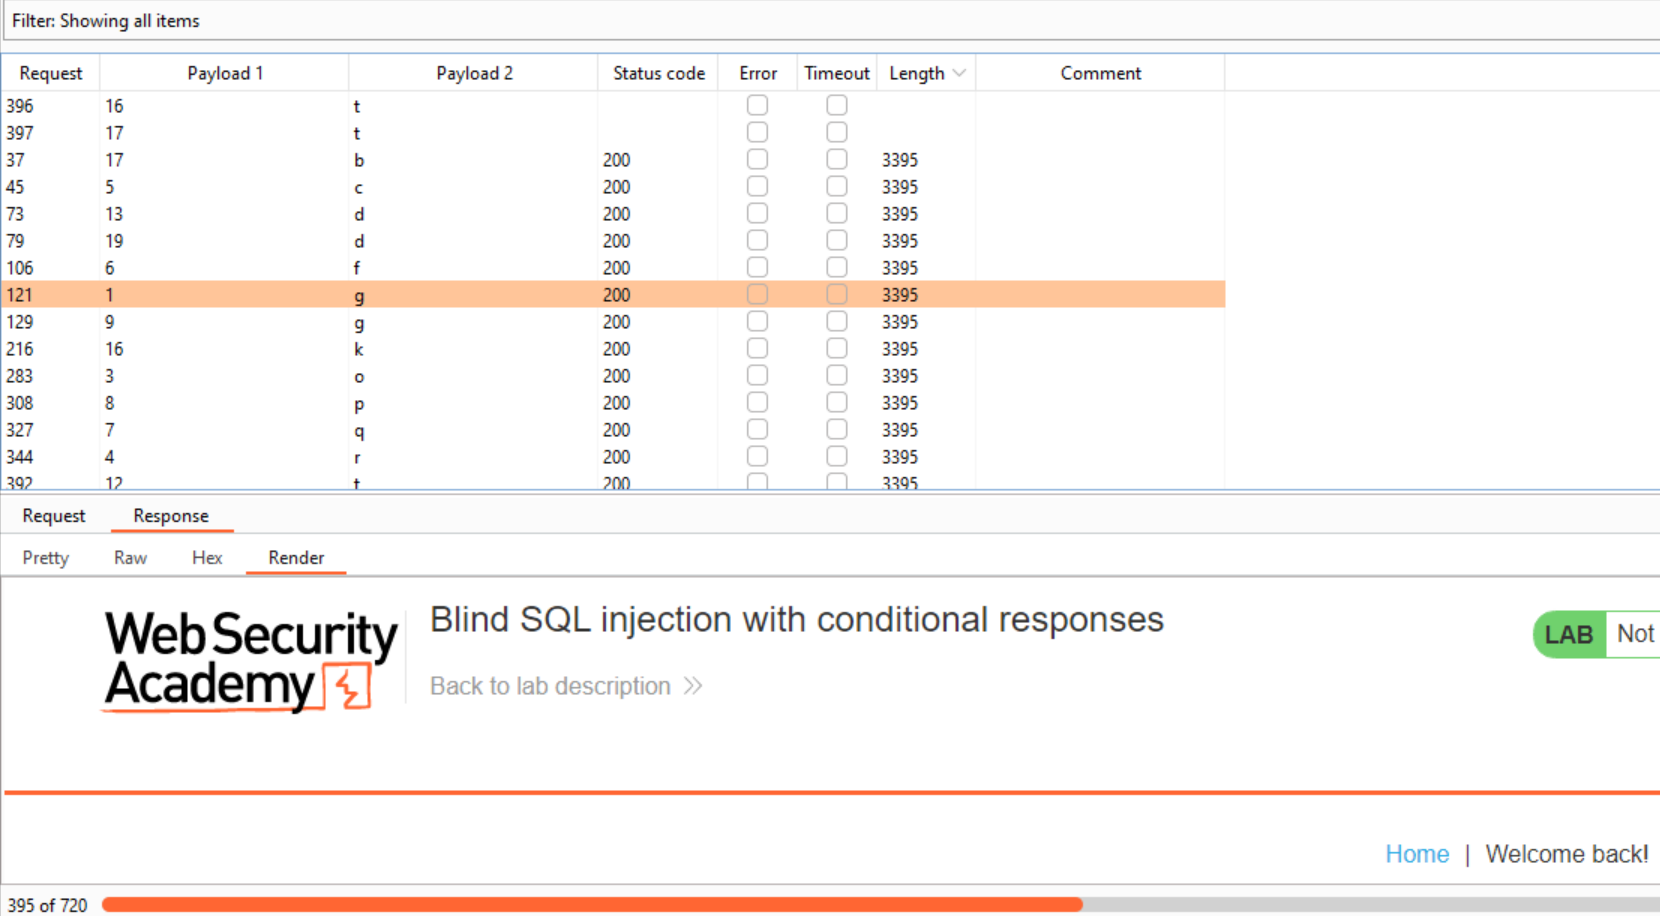 Filter: Showing all items
Request Payload 1 Payload 2 Status code Error Timeout Length Comment
396 16 t
397 17 t
37 17 b 200 3395
45 5 c 200 3395
73 13 d 200 3395
79 19 d 200 3395
106 6 f 200 3395
121 1 g 200 3395
129 9 g 200 3395
216 16 k 200 3395
283 3 o 200 3395
308 8 p 200 3395
327 7 q 200 3395
344 4 r 200 3395
392 12 t 200 3395
Request Response
Pretty Raw Hex Render
Web Security
Academy
Blind SQL injection with conditional responses
Back to lab description >>
LAB Not
Home | Welcome back!
395 of 720